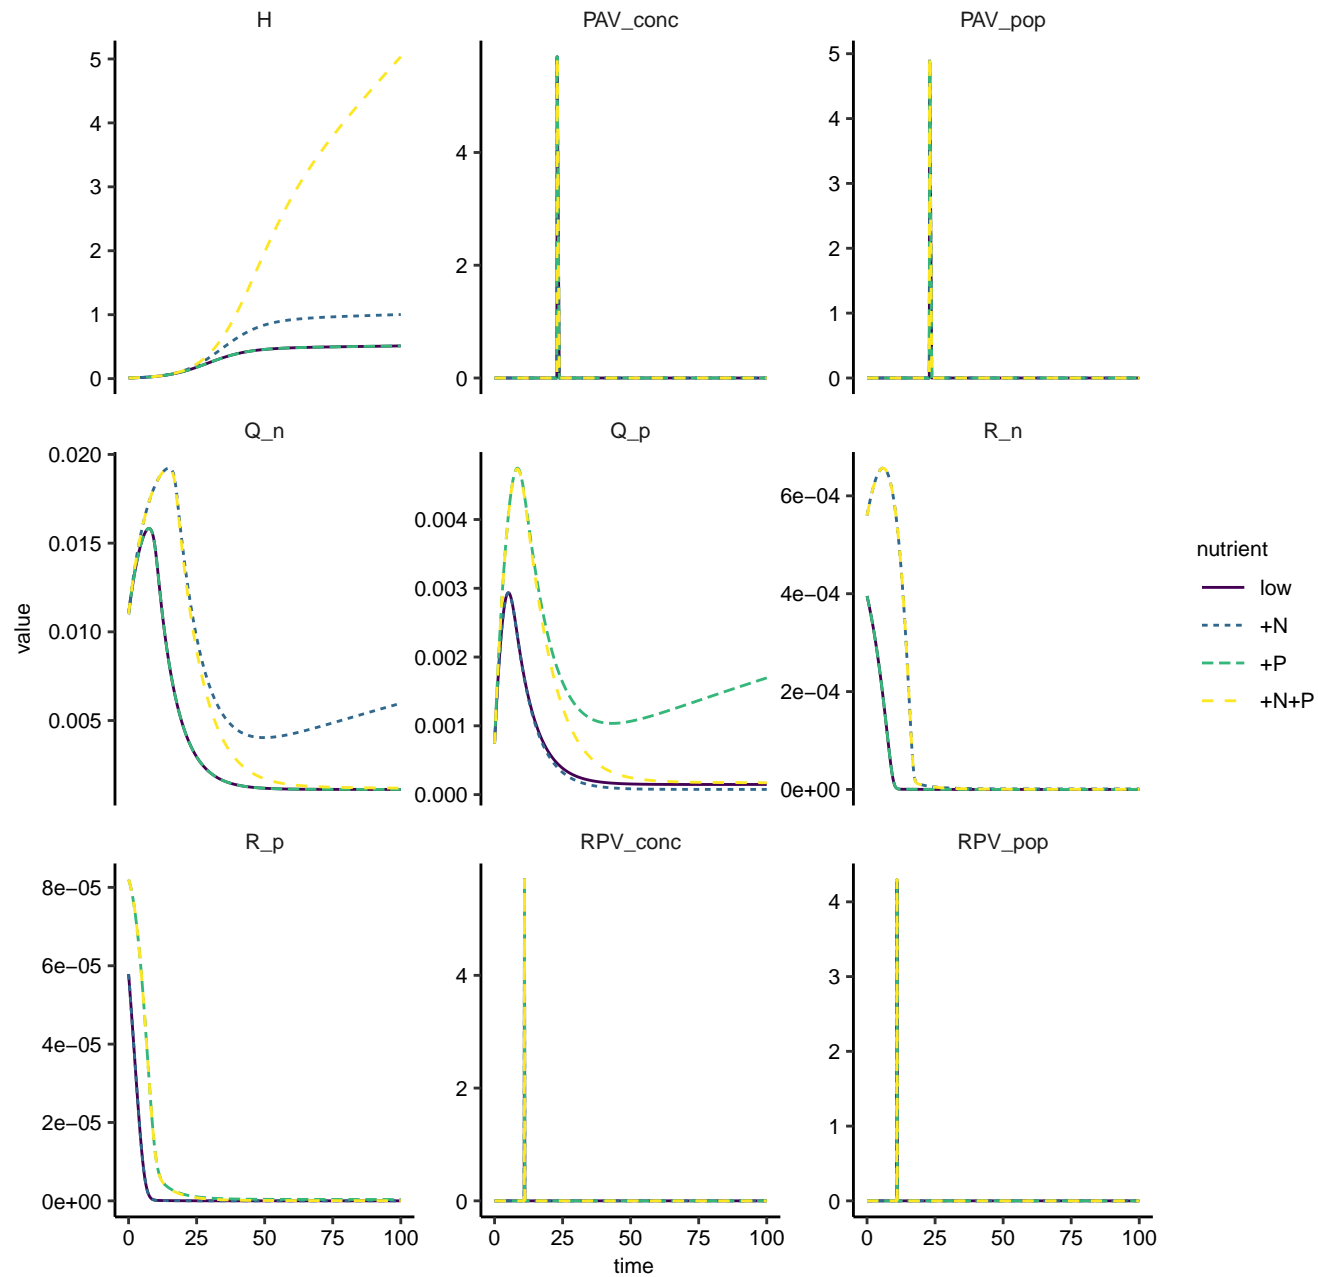 H
PAV_conc
PAV_pop
5
4
3
2
1
0
4
2
0
5
4
3
2
1
0
Q_n
Q_p
R_n
0.020
0.015
0.010
0.005
0.004
0.003
0.002
0.001
0.000
6e−04
4e−04
2e−04
0e+00
value
nutrient
low
+N
+P
+N+P
R_p
RPV_conc
RPV_pop
8e−05
6e−05
4e−05
2e−05
0e+00
4
2
0
4
3
2
1
0
0 25 50 75 100
0 25 50 75 100
0 25 50 75 100
time